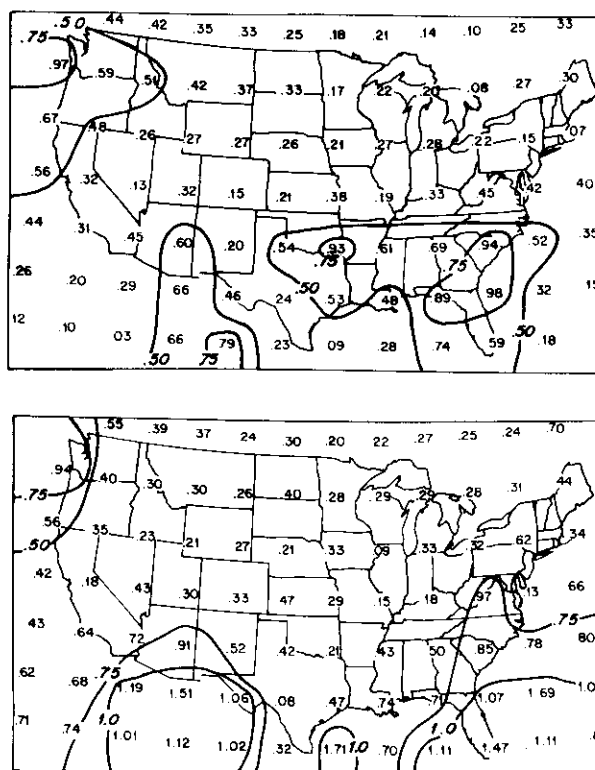 .50 .44 .42 .35 .33 .25 .18 .21 .14 .10 .32 .25 .33
.75
.97 .59 .42 .37 .33 .17 .22 .20 .08 .27 .30
.67 .48 .26 .27 .27 .26 .21 .27 .28 .22 .15 .07
.56 .32 .13 .32 .15 .21 .38 .19 .33 .45 .42 40
.44 .31 .45 .60 .20 .54 .93 .61 .69 .94 .52 .35
.75 .75
.26 .20 .29 66 .46 24 .53 .48 .89 98 32 .15
.50
12 .10 03 66 79 .23 09 .28 .74 .59 .18
.50 .75 .50
.55 .39 .37 .24 .30 .20 .22 .27 .25 .24 .70
.94 .40 .30 .30 .26 .40 .28 .29 .29 .28 .31 .44
.75
.56 .35 .23 .21 .27 .21 .33 .09 .33 .32 62 .34
.50
.42 .18 .43 .30 .33 .47 29 .15 .18 .97 .13 66
.75
.43 .64 .72 .91 .52 .42 .21 .43 .50 .85 .78 .80
.62 .68 .75 1.19 1.51 1.06 .08 .47 .74 1.07 1.69
1.0 1.0
.71 .74 1.01 1.12 1.02 .32 1.71 1.0 .70 1.11 1.47 1.11